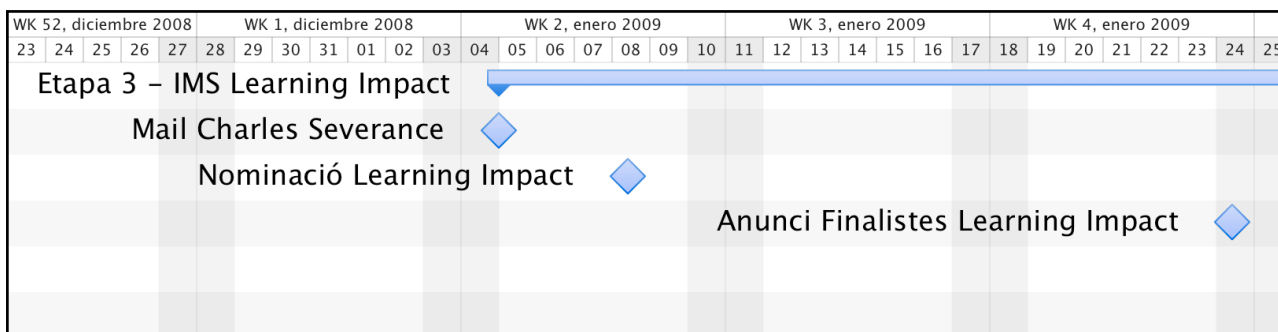 WK 52, diciembre 2008 WK 1, diciembre 2008 WK 2, enero 2009 WK 3, enero 2009 WK 4, enero 2009
23 24 25 26 27 28 29 30 31 01 02 03 04 05 06 07 08 09 10 11 12 13 14 15 16 17 18 19 20 21 22 23 24 25
Etapa 3 – IMS Learning Impact
Mail Charles Severance
Nominació Learning Impact
Anunci Finalistes Learning Impact